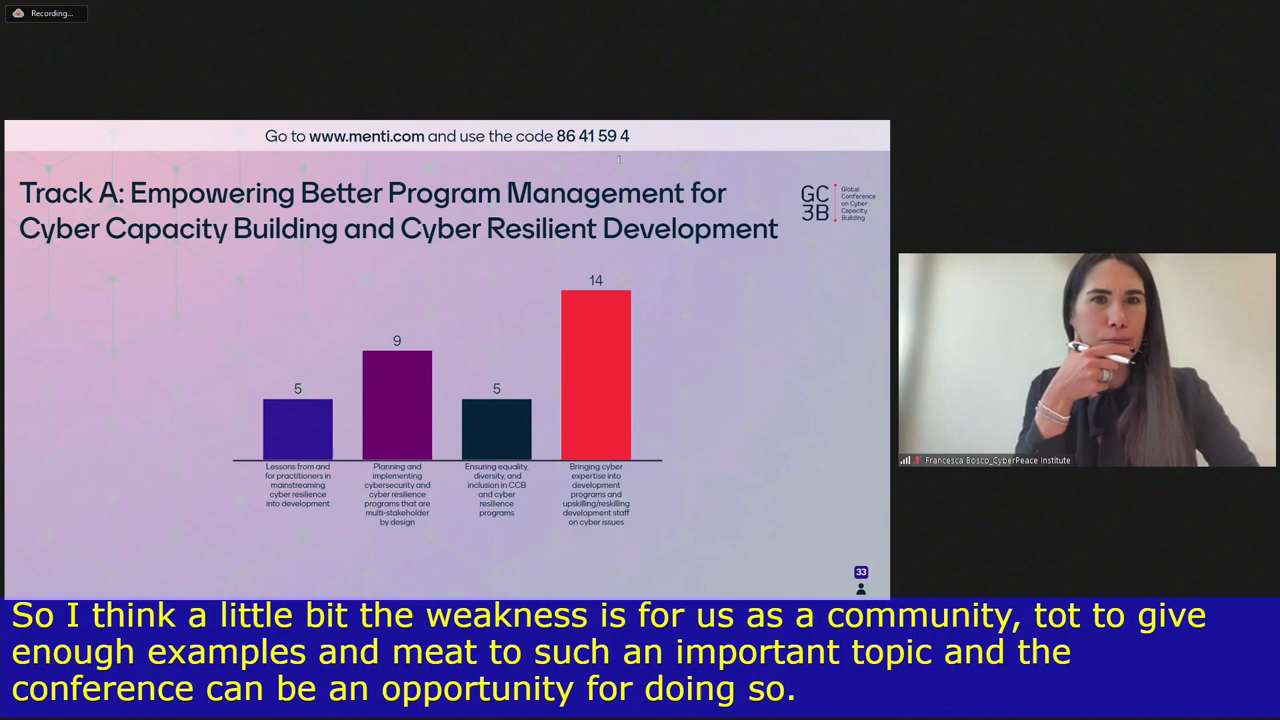 Recording...
Go to www.menti.com and use the code 86 41 59 4
Track A: Empowering Better Program Management for
Cyber Capacity Building and Cyber Resilient Development
GC
3B
Global
Conference
on Cyber
Capacity
Building
5
9
5
14
Lessons from and
for practitioners in
mainstreaming
cyber resilience
into development
Planning and
implementing
cybersecurity and
cyber resilience
programs that are
multi-stakeholder
by design
Ensuring equality,
diversity, and
inclusion in CCB
and cyber
resilience
programs
Bringing cyber
expertise into
development
programs and
upskilling/reskilling
development staff
on cyber issues
33
Francesca Bosco_CyberPeace Institute
So I think a little bit the weakness is for us as a community, tot to give
enough examples and meat to such an important topic and the
conference can be an opportunity for doing so.